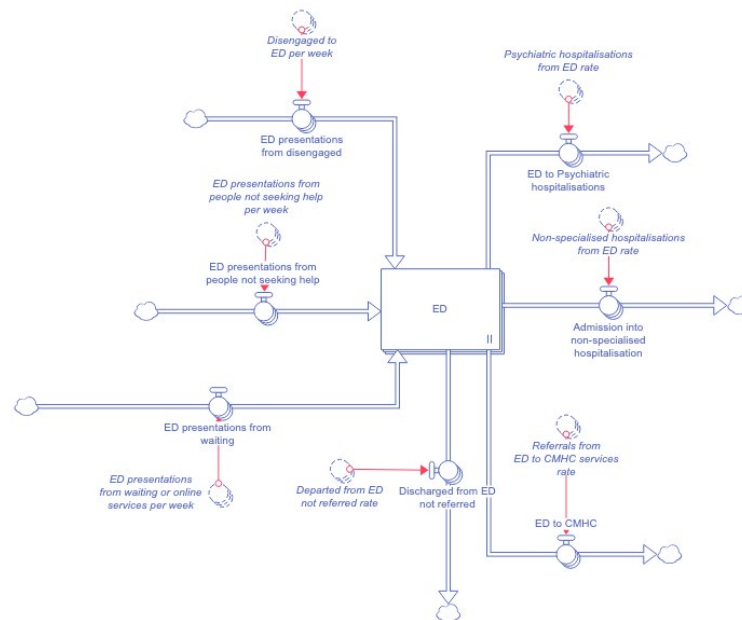 Disengaged to
ED per week
ED presentations
from disengaged
Psychiatric hospitalisations
from ED rate
ED to Psychiatric
hospitalisations
ED presentations from
people not seeking help
per week
ED presentations from
people not seeking help
Non-specialised hospitalisations
from ED rate
ED
Admission into
non-specialised
hospitalisation
ED presentations from
waiting
ED presentations
from waiting or online
services per week
Departed from ED
not referred rate
Discharged from ED
not referred
Referrals from
ED to CMHC services
rate
ED to CMHC